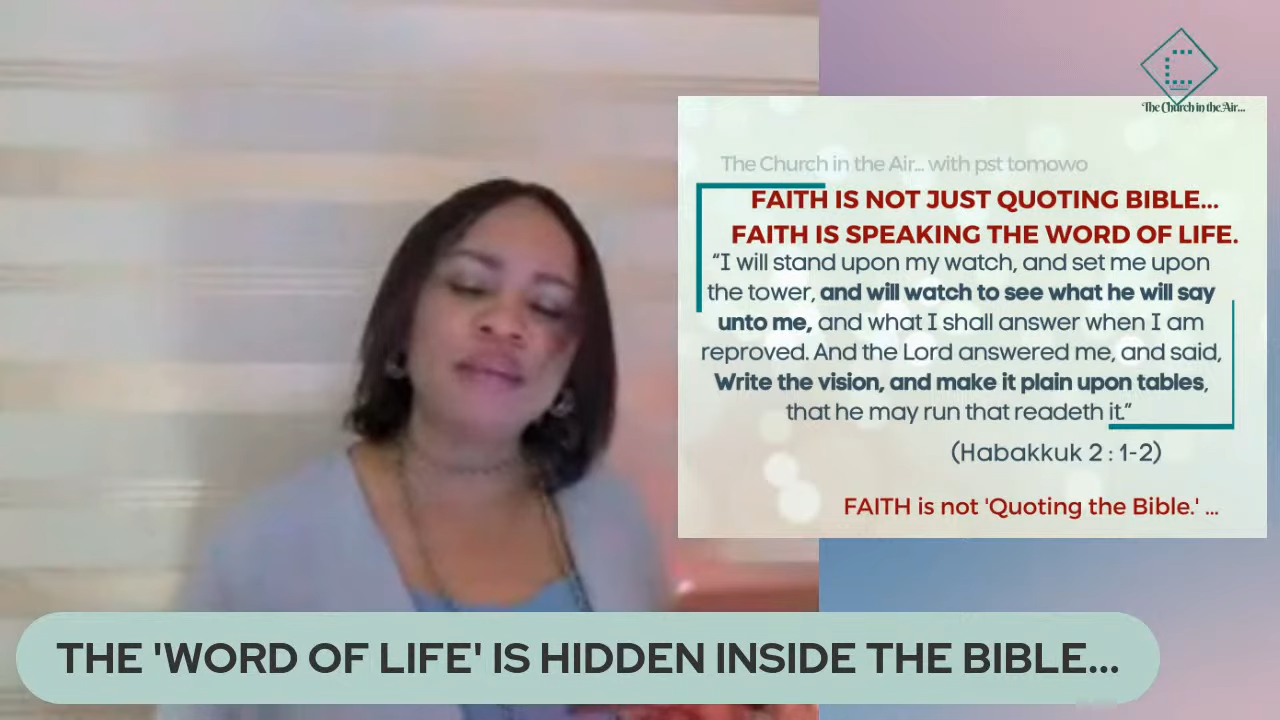 The Church in the Air...
The Church in the Air... with pst tomowo
FAITH IS NOT JUST QUOTING BIBLE...
FAITH IS SPEAKING THE WORD OF LIFE.
“I will stand upon my watch, and set me upon
the tower, and will watch to see what he will say
unto me, and what I shall answer when I am
reproved. And the Lord answered me, and said,
Write the vision, and make it plain upon tables,
that he may run that readeth it.”
(Habakkuk 2 : 1-2)
FAITH is not 'Quoting the Bible.' ...
THE 'WORD OF LIFE' IS HIDDEN INSIDE THE BIBLE...